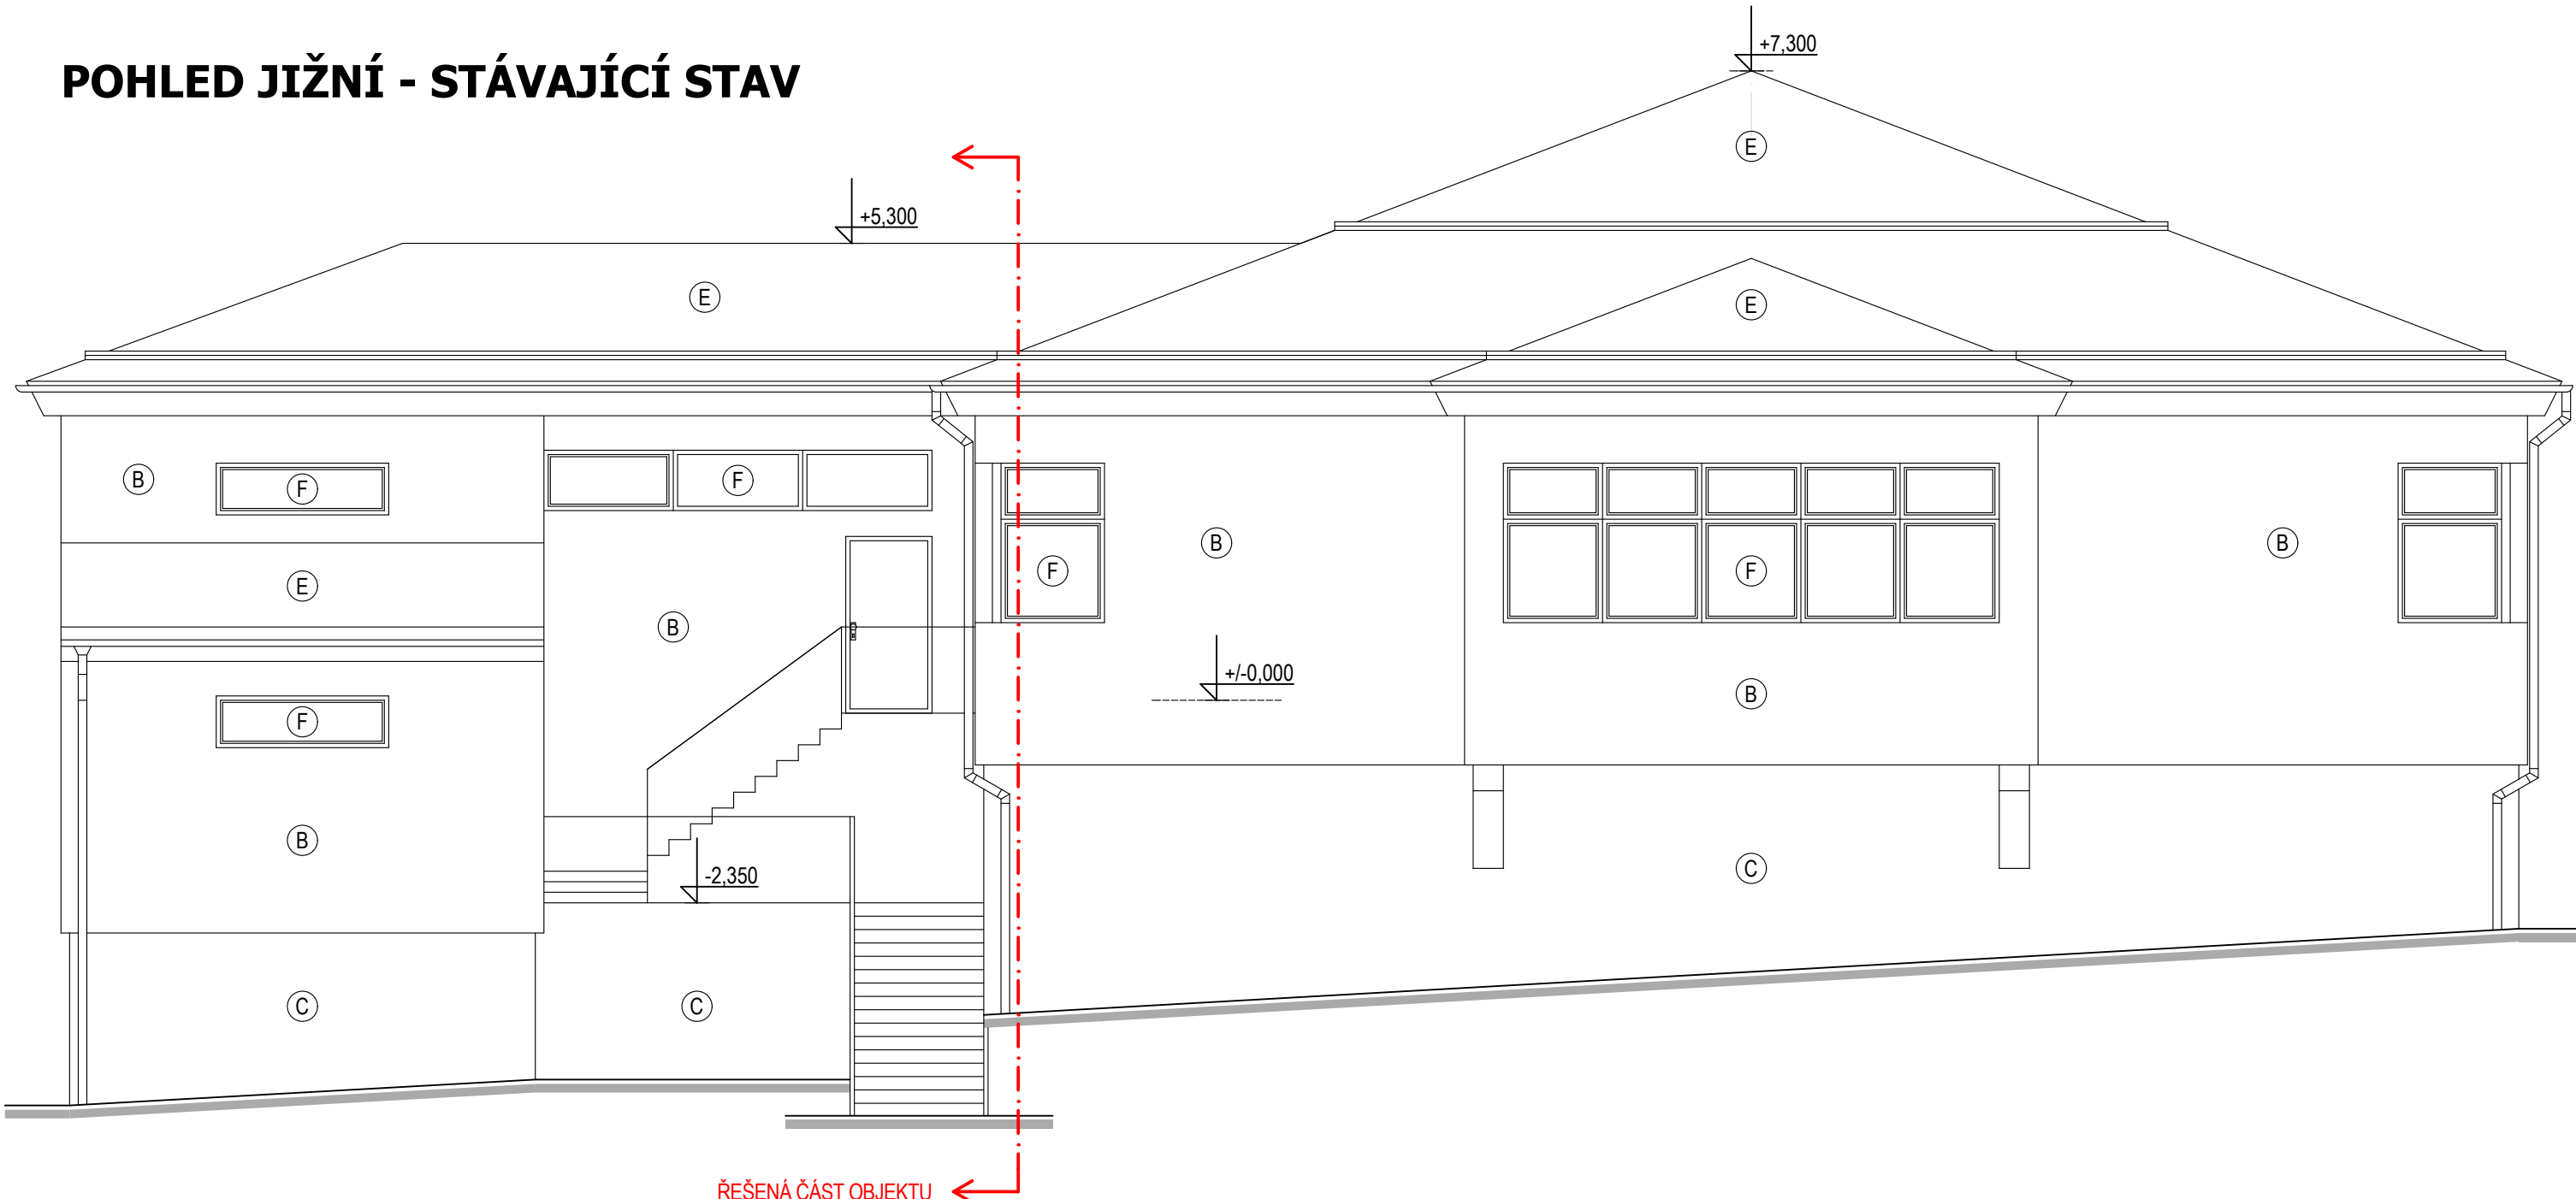 +7,300
POHLED JIŽNÍ - STÁVAJÍCÍ STAV
E
+5,300
E
E
B
F
F
B
F
F
B
E
B
+/-0,000
B
F
B
-2,350
C
C
C
ŘEŠENÁ ČÁST OBJEKTU